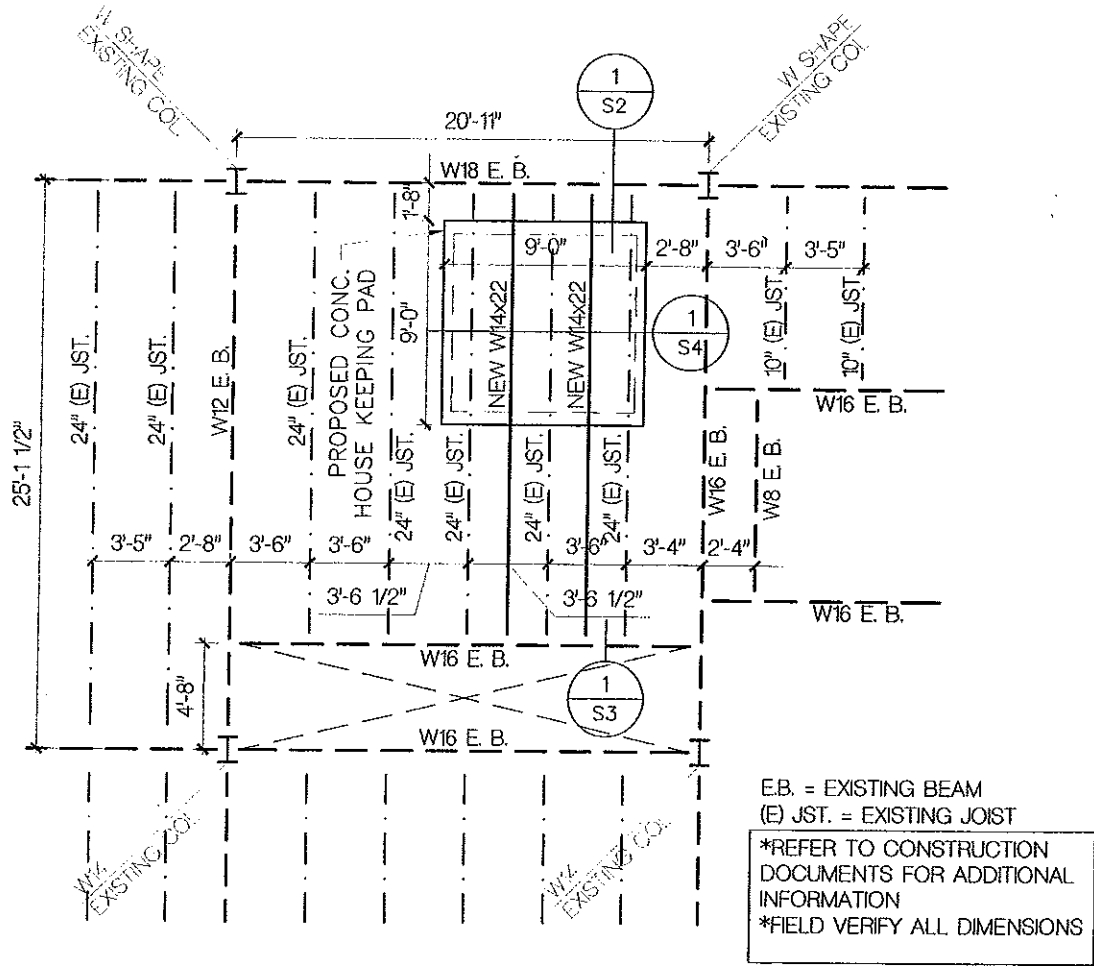 W SHAPE
EXISTING COL.
1
S2
W SHAPE
EXISTING COL.
20'-11"
W18 E. B.
1'-8"
9'-0"
2'-8"
3'-6"
3'-5"
PROPOSED CONC.
HOUSE KEEPING PAD
9'-0"
NEW W14x22
NEW W14x22
1
S4
10" (E) JST.
10" (E) JST.
24" (E) JST.
24" (E) JST.
W12 E. B.
24" (E) JST.
24" (E) JST.
24" (E) JST.
24" (E) JST.
24" (E) JST.
W16 E. B.
W16 E. B.
W8 E. B.
25'-1 1/2"
3'-5"
2'-8"
3'-6"
3'-6"
3'-6"
3'-4"
2'-4"
3'-6 1/2"
3'-6 1/2"
W16 E. B.
W16 E. B.
4'-8"
1
S3
W16 E. B.
EXISTING COL.
EXISTING COL.
E.B. = EXISTING BEAM
(E) JST. = EXISTING JOIST
*REFER TO CONSTRUCTION
DOCUMENTS FOR ADDITIONAL
INFORMATION
*FIELD VERIFY ALL DIMENSIONS